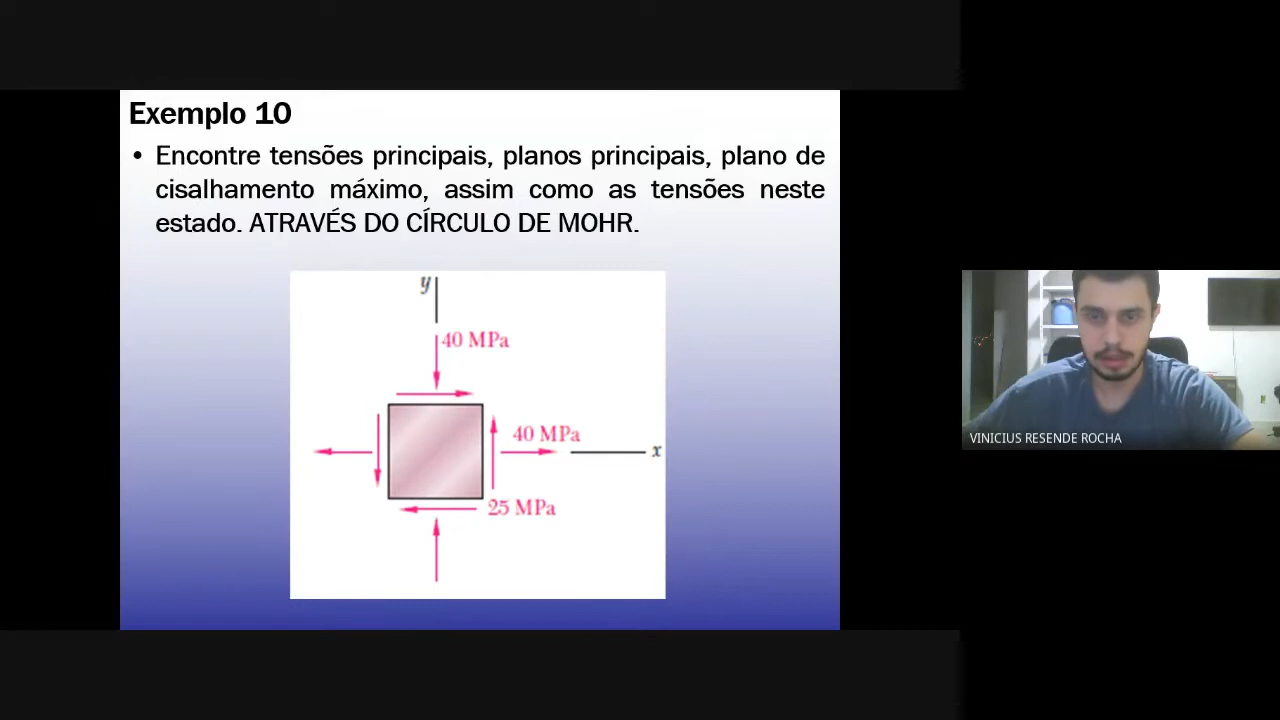 Exemplo 10
• Encontre tensões principais, planos principais, plano de
cisalhamento máximo, assim como as tensões neste
estado. ATRAVÉS DO CÍRCULO DE MOHR.
y
40 MPa
40 MPa
x
25 MPa
VINICIUS RESENDE ROCHA